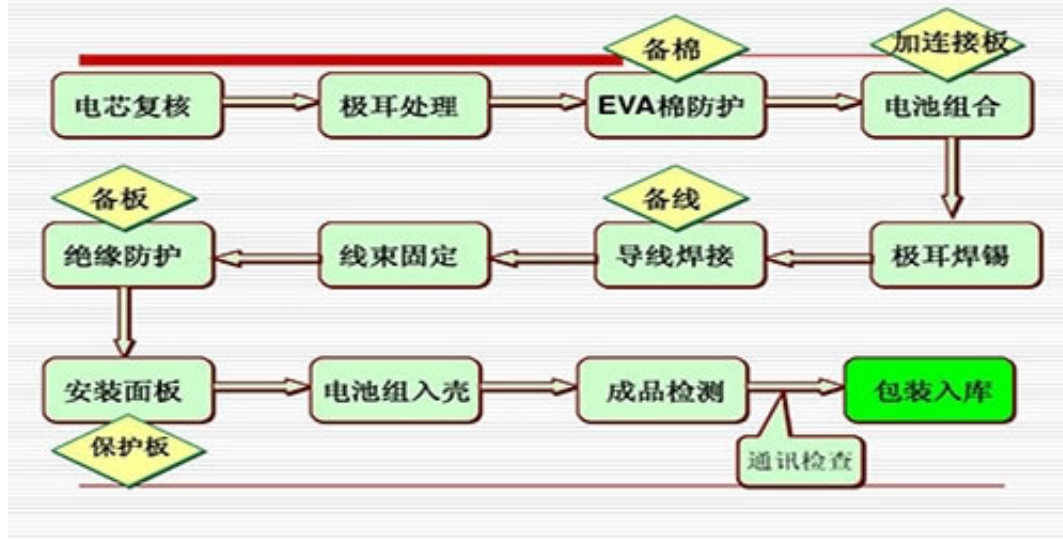 备棉
加连接板
电芯复核
极耳处理
EVA棉防护
电池组合
备板
备线
绝缘防护
线束固定
导线焊接
极耳焊锡
安装面板
电池组入壳
成品检测
包装入库
保护板
通讯检查